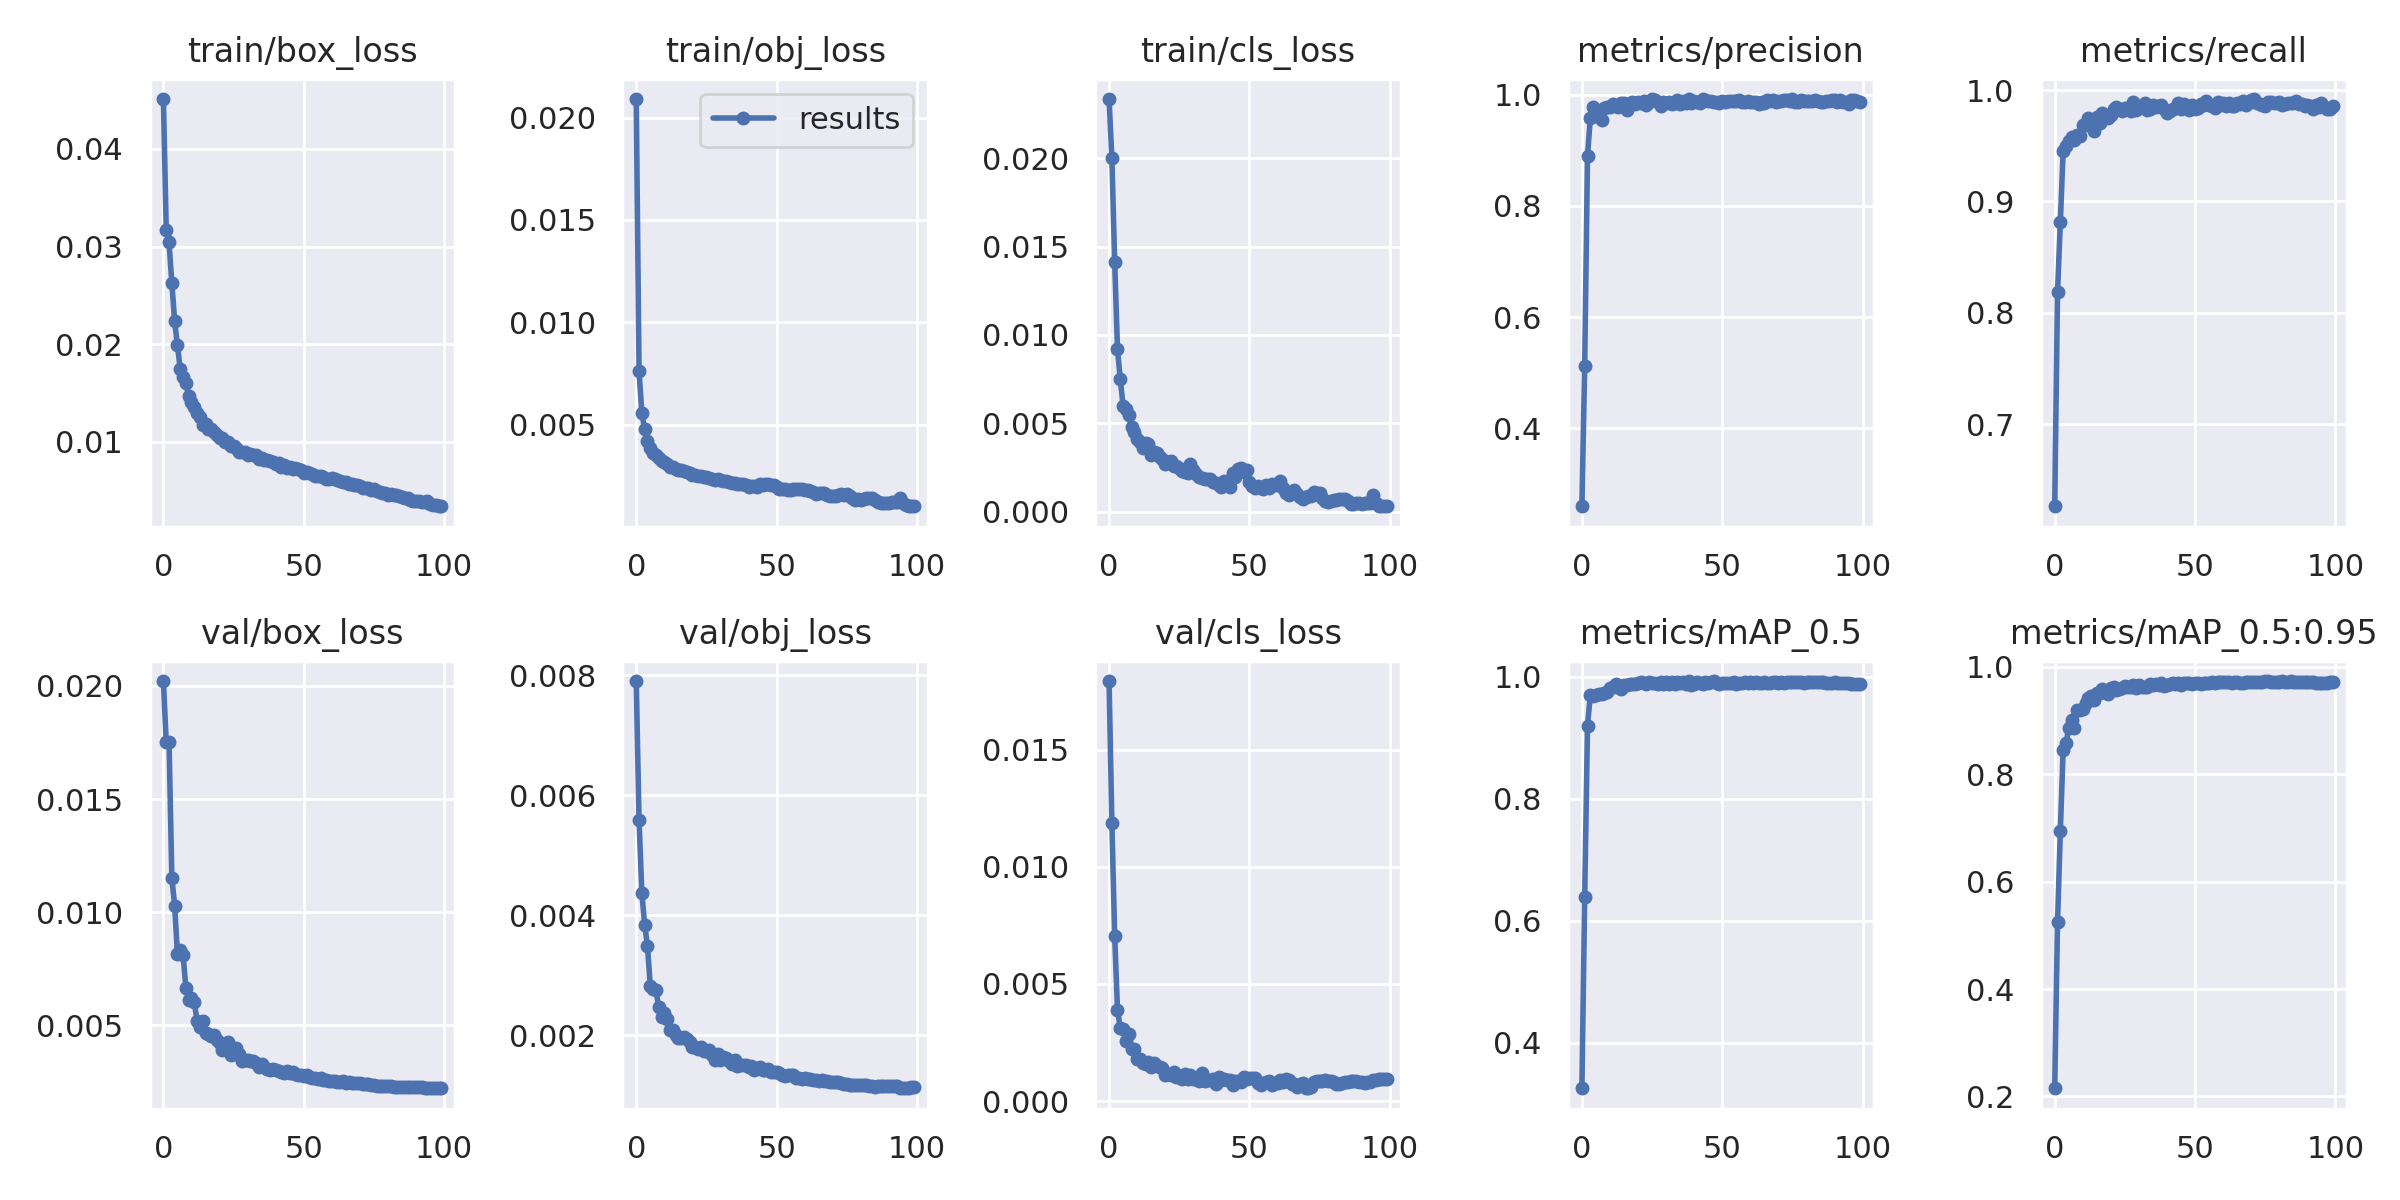 train/box_loss
0.04
0.03
0.02
0.01
0 50 100
train/obj_loss
results
0.020
0.015
0.010
0.005
0 50 100
train/cls_loss
0.020
0.015
0.010
0.005
0.000
0 50 100
metrics/precision
1.0
0.8
0.6
0.4
0 50 100
metrics/recall
1.0
0.9
0.8
0.7
0 50 100
val/box_loss
0.020
0.015
0.010
0.005
0 50 100
val/obj_loss
0.008
0.006
0.004
0.002
0 50 100
val/cls_loss
0.015
0.010
0.005
0.000
0 50 100
metrics/mAP_0.5
1.0
0.8
0.6
0.4
0 50 100
metrics/mAP_0.5:0.95
1.0
0.8
0.6
0.4
0.2
0 50 100